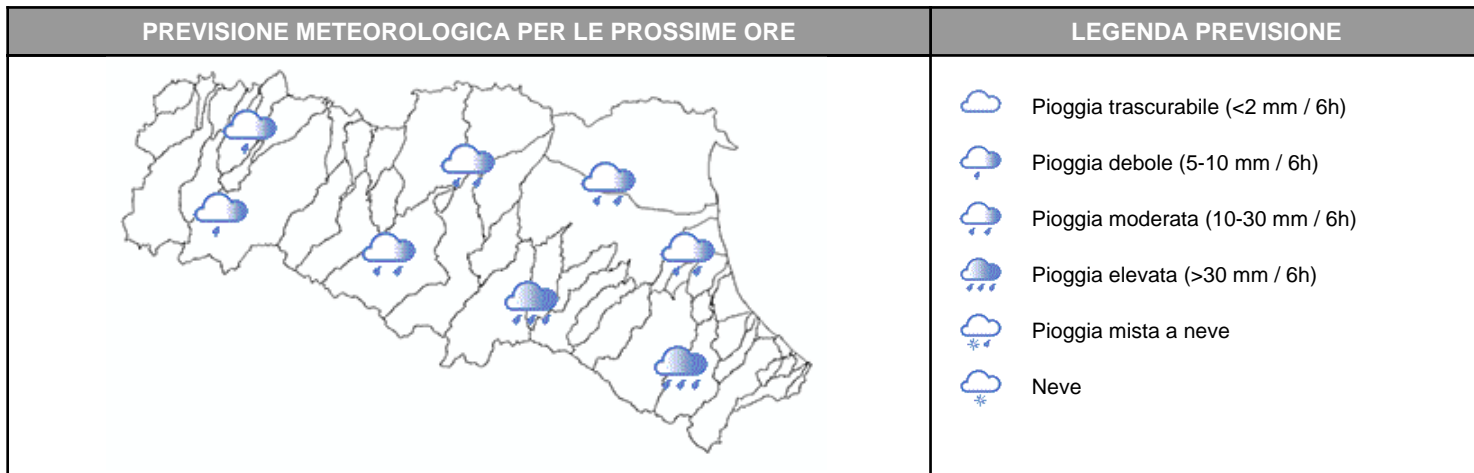 PREVISIONE METEOROLOGICA PER LE PROSSIME ORE
LEGENDA PREVISIONE
Pioggia trascurabile (<2 mm / 6h)
Pioggia debole (5-10 mm / 6h)
Pioggia moderata (10-30 mm / 6h)
Pioggia elevata (>30 mm / 6h)
Pioggia mista a neve
Neve